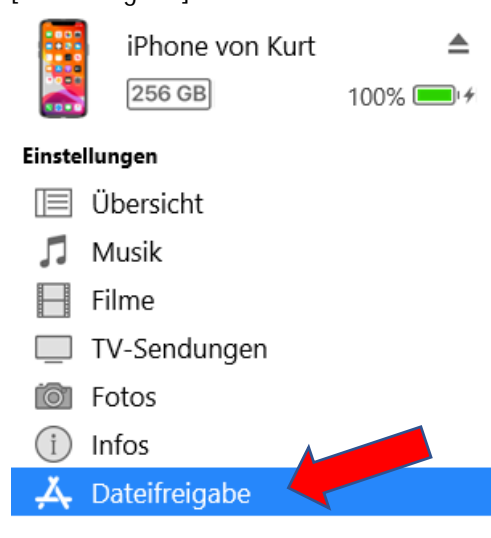 iPhone von Kurt
256 GB
100%
Einstellungen
Übersicht
Musik
Filme
TV-Sendungen
Fotos
Infos
Dateifreigabe